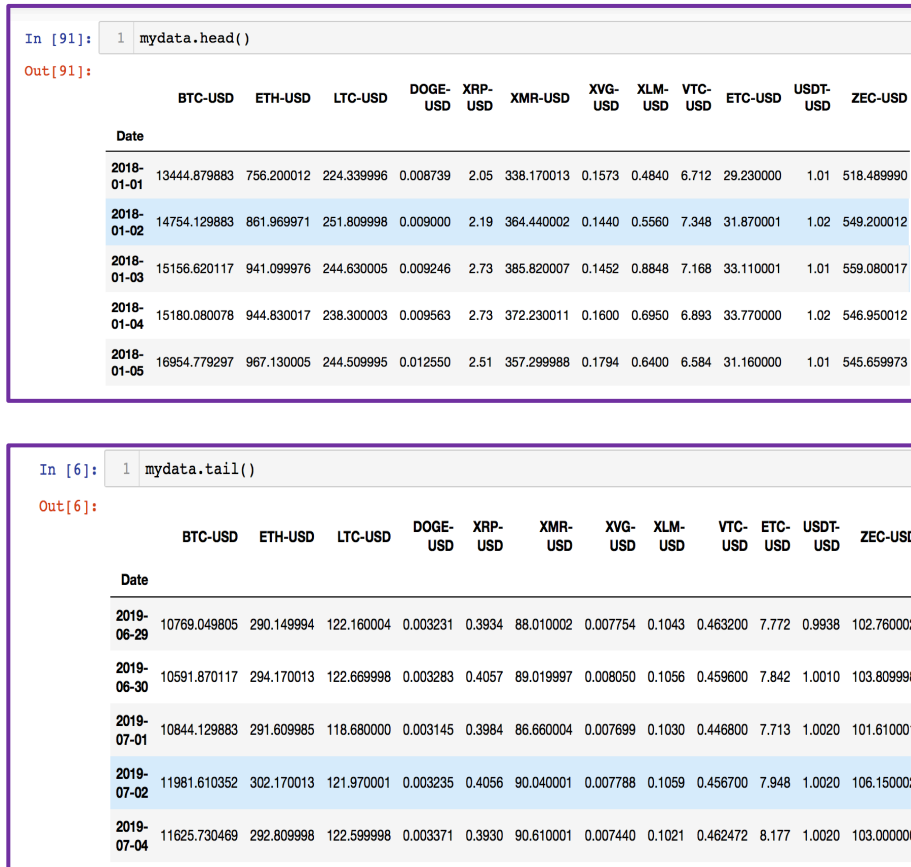 In [91]: 1 mydata.head()
Out[91]:
BTC-USD ETH-USD LTC-USD DOGE-USD XRP-USD XMR-USD XVG-USD XLM-USD VTC-USD ETC-USD USDT-USD ZEC-USD
Date
2018-01-01 13444.879883 756.200012 224.339996 0.008739 2.05 338.170013 0.1573 0.4840 6.712 29.230000 1.01 518.489990
2018-01-02 14754.129883 861.969971 251.809998 0.009000 2.19 364.440002 0.1440 0.5560 7.348 31.870001 1.02 549.200012
2018-01-03 15156.620117 941.099976 244.630005 0.009246 2.73 385.820007 0.1452 0.8848 7.168 33.110001 1.01 559.080017
2018-01-04 15180.080078 944.830017 238.300003 0.009563 2.73 372.230011 0.1600 0.6950 6.893 33.770000 1.02 546.950012
2018-01-05 16954.779297 967.130005 244.509995 0.012550 2.51 357.299988 0.1794 0.6400 6.584 31.160000 1.01 545.659973
In [6]: 1 mydata.tail()
Out[6]:
BTC-USD ETH-USD LTC-USD DOGE-USD XRP-USD XMR-USD XVG-USD XLM-USD VTC-USD ETC-USD USDT-USD ZEC-USD
Date
2019-06-29 10769.049805 290.149994 122.160004 0.003231 0.3934 88.010002 0.007754 0.1043 0.463200 7.772 0.9938 102.760002
2019-06-30 10591.870117 294.170013 122.669998 0.003283 0.4057 89.019997 0.008050 0.1056 0.459600 7.842 1.0010 103.809998
2019-07-01 10844.129883 291.609985 118.680000 0.003145 0.3984 86.660004 0.007699 0.1030 0.446800 7.713 1.0020 101.610001
2019-07-02 11981.610352 302.170013 121.970001 0.003235 0.4056 90.040001 0.007788 0.1059 0.456700 7.948 1.0020 106.150002
2019-07-04 11625.730469 292.809998 122.599998 0.003371 0.3930 90.610001 0.007440 0.1021 0.462472 8.177 1.0020 103.000000